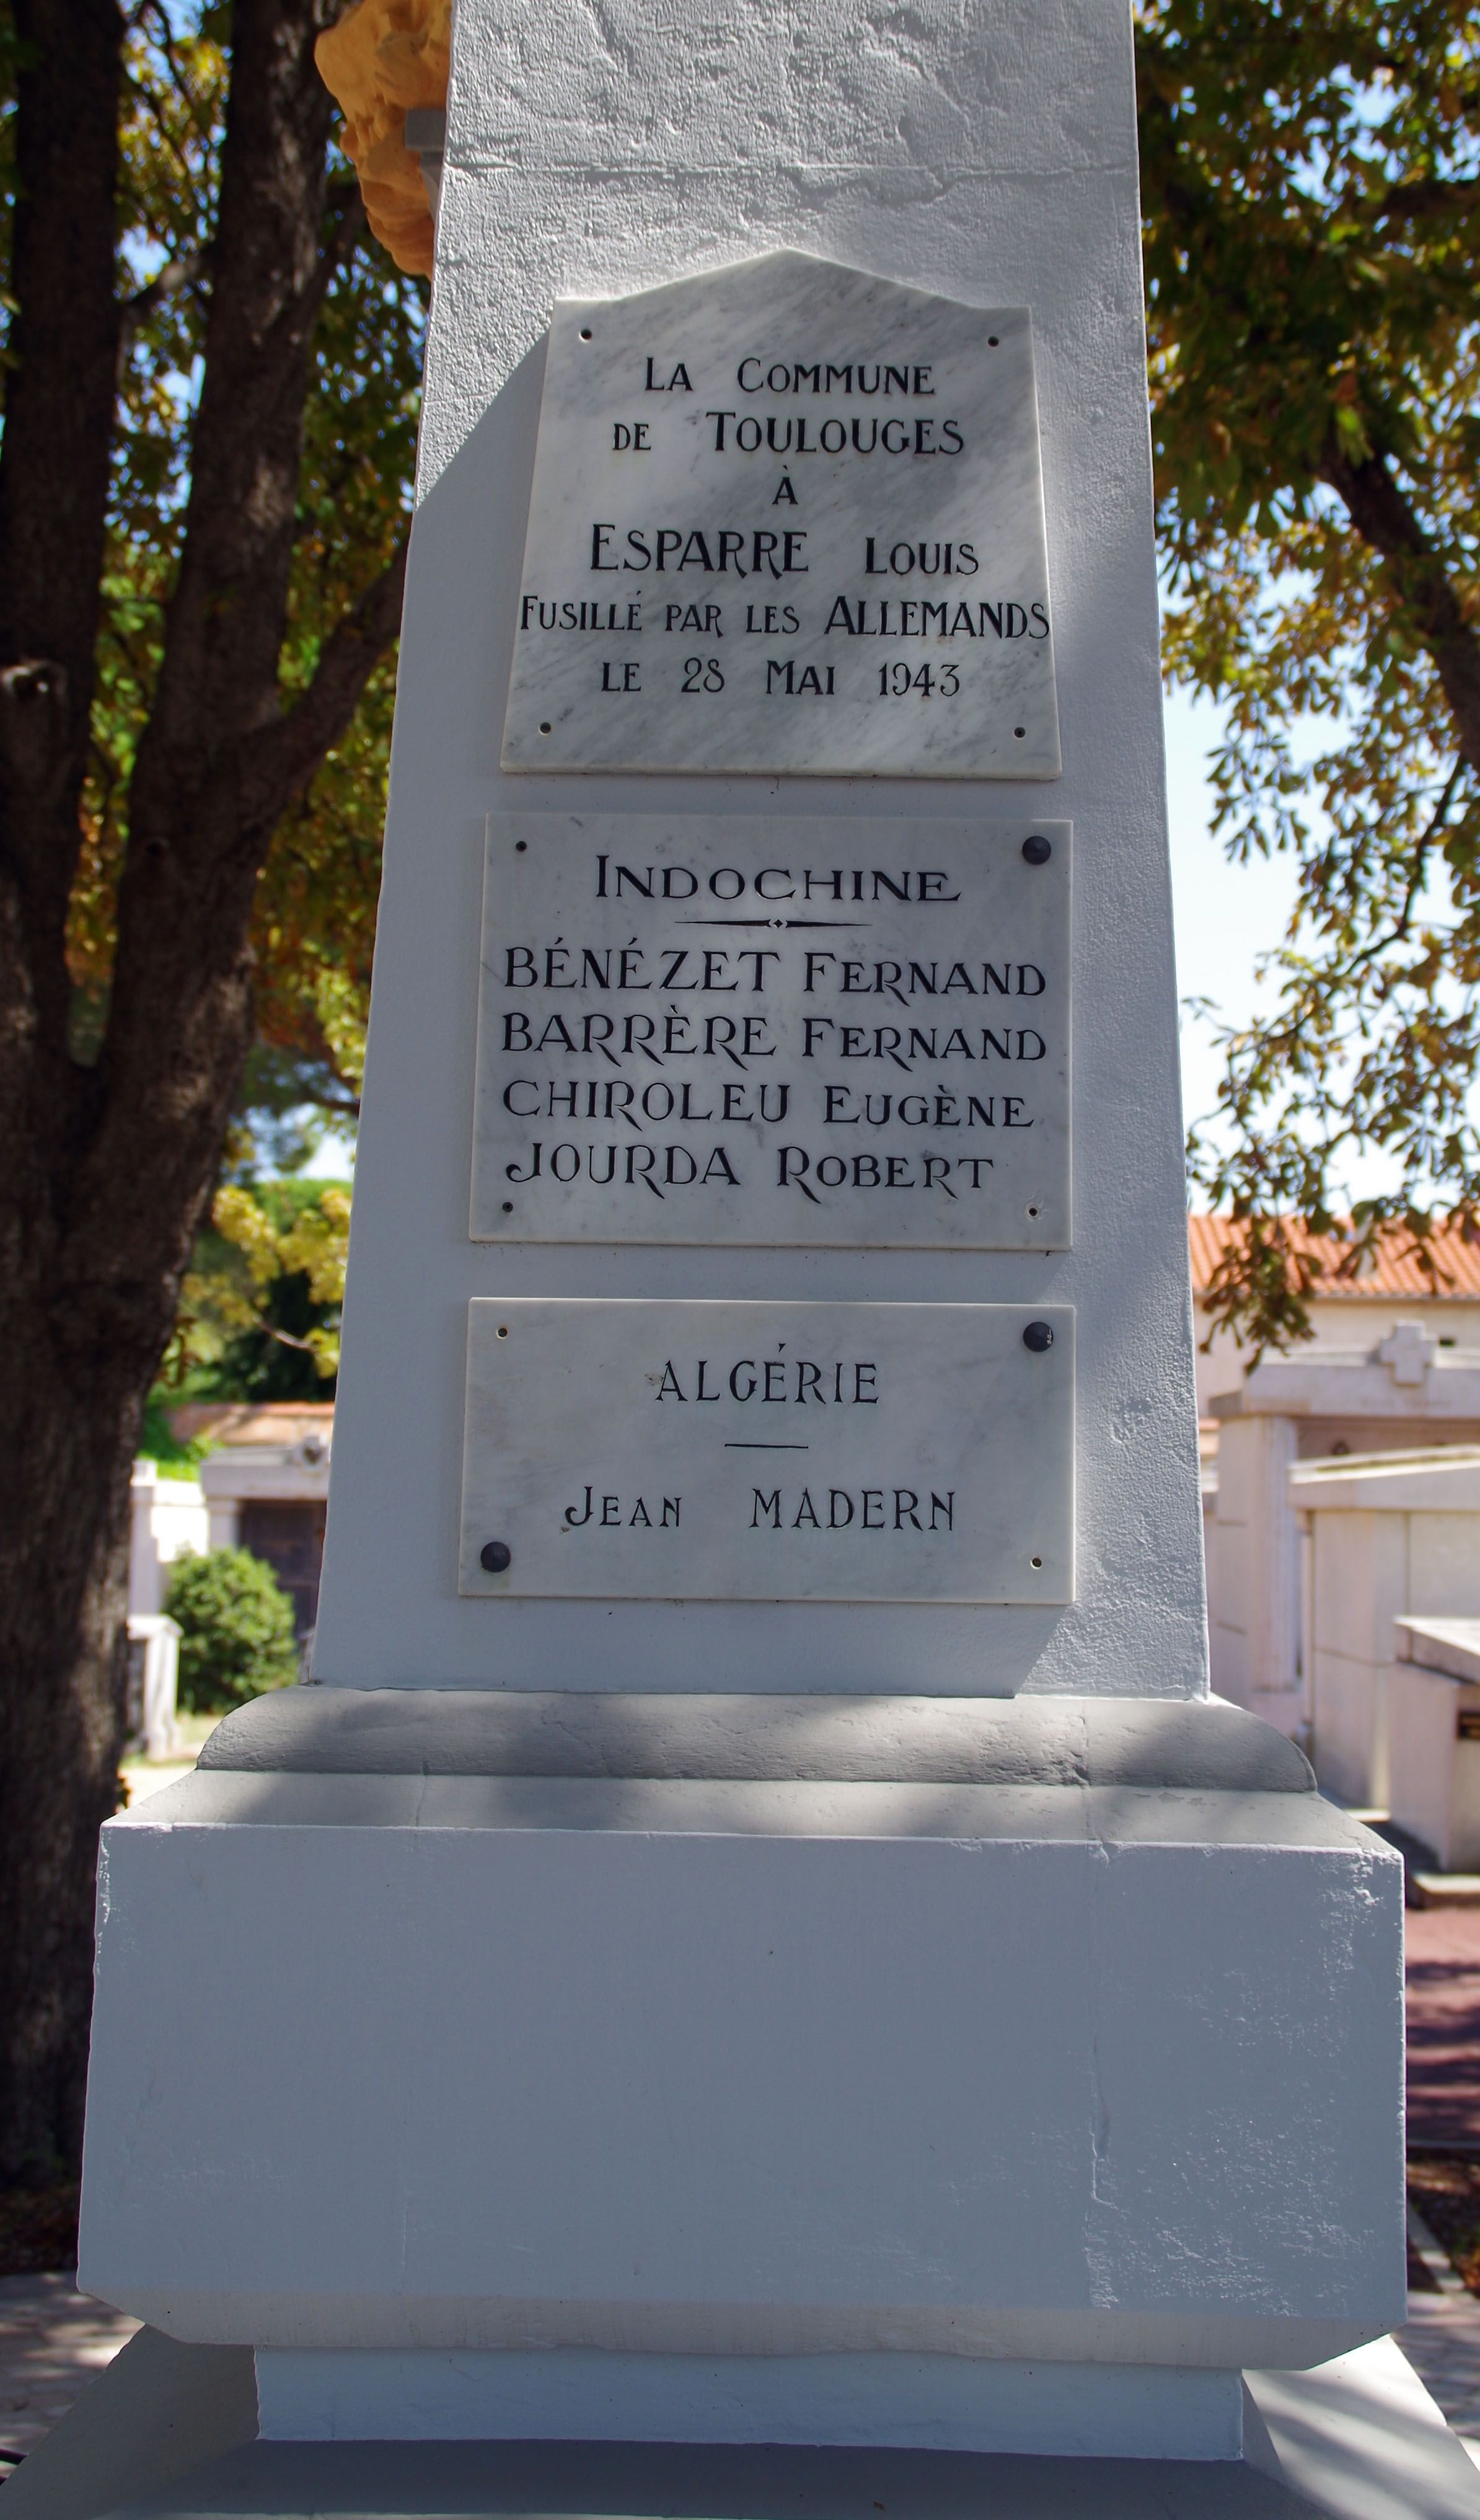 LA COMMUNE
DE TOULOUGES
À
ESPARRE LOUIS
FUSILLÉ PAR LES ALLEMANDS
LE 28 MAI 1943
INDOCHINE
BÉNÉZET FERNAND
BARRÈRE FERNAND
CHIROLEU EUGÈNE
JOURDA ROBERT
ALGÉRIE
JEAN MADERN